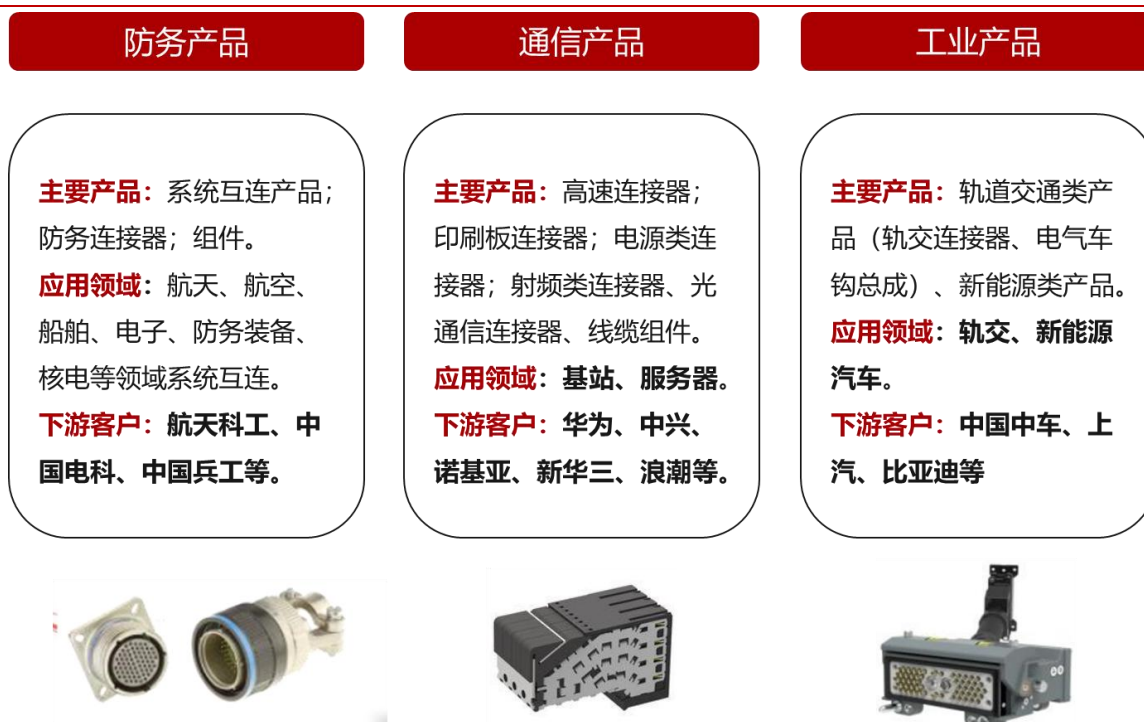 防务产品
主要产品：系统互连产品；
防务连接器；组件。
应用领域：航天、航空、
船舶、电子、防务装备、
核电等领域系统互连。
下游客户：航天科工、中
国电科、中国兵工等。
通信产品
主要产品：高速连接器；
印刷板连接器；电源类连
接器；射频类连接器、光
通信连接器、线缆组件。
应用领域：基站、服务器。
下游客户：华为、中兴、
诺基亚、新华三、浪潮等。
工业产品
主要产品：轨道交通类产
品（轨交连接器、电气车
钩总成）、新能源类产品。
应用领域：轨交、新能源
汽车。
下游客户：中国中车、上
汽、比亚迪等